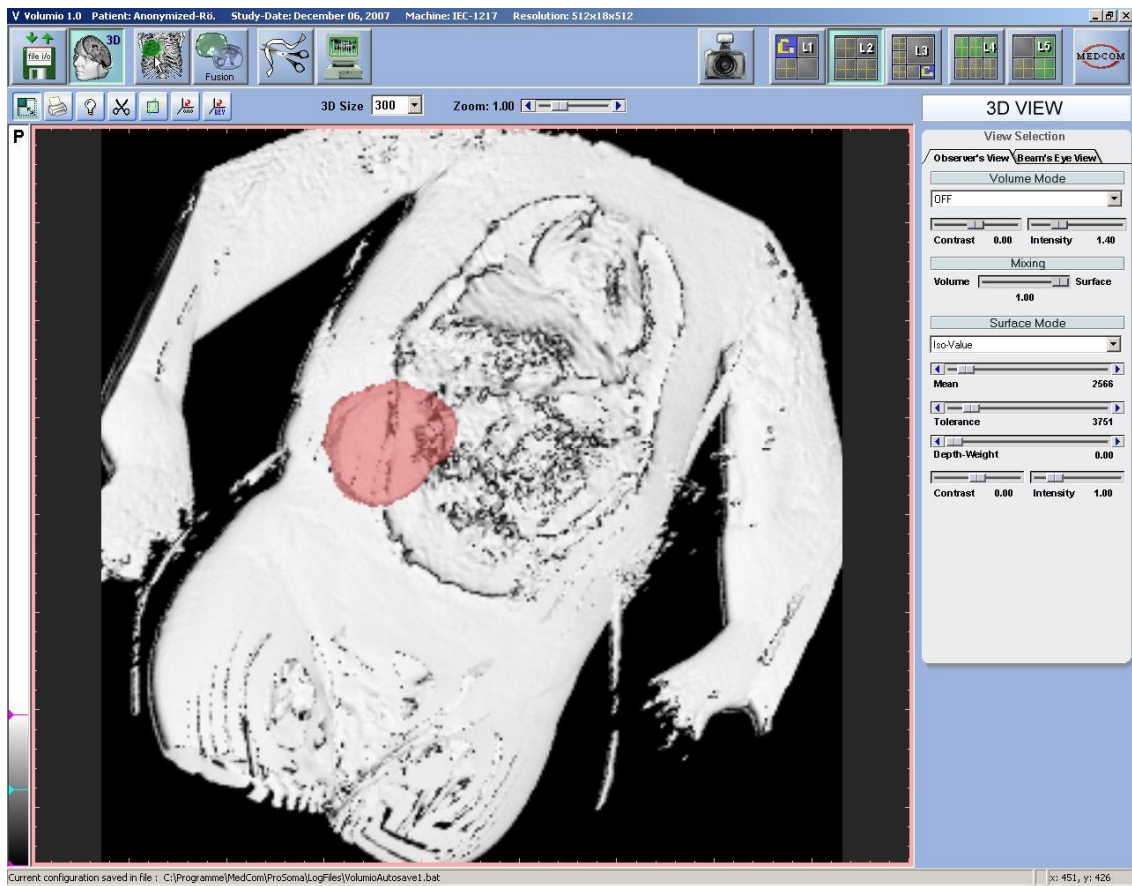 Volumio 1.0 Patient: Anonymized-Rö. Study-Date: December 06, 2007 Machine: IEC-1217 Resolution: 512x18x512
file i/o
3D
Fusion
L1
L2
L3
L4
L5
MEDCOM
3D Size 300 Zoom: 1.00
3D VIEW
P
View Selection
Observer's View Beam's Eye View
Volume Mode
OFF
Contrast 0.00 Intensity 1.40
Mixing
Volume Surface
1.00
Surface Mode
Iso-Value
Mean 2566
Tolerance 3751
Depth-Weight 0.00
Contrast 0.00 Intensity 1.00
Current configuration saved in file : C:\Programme\MedCom\ProSoma\LogFiles\VolumioAutosave1.bat
x: 451, y: 426